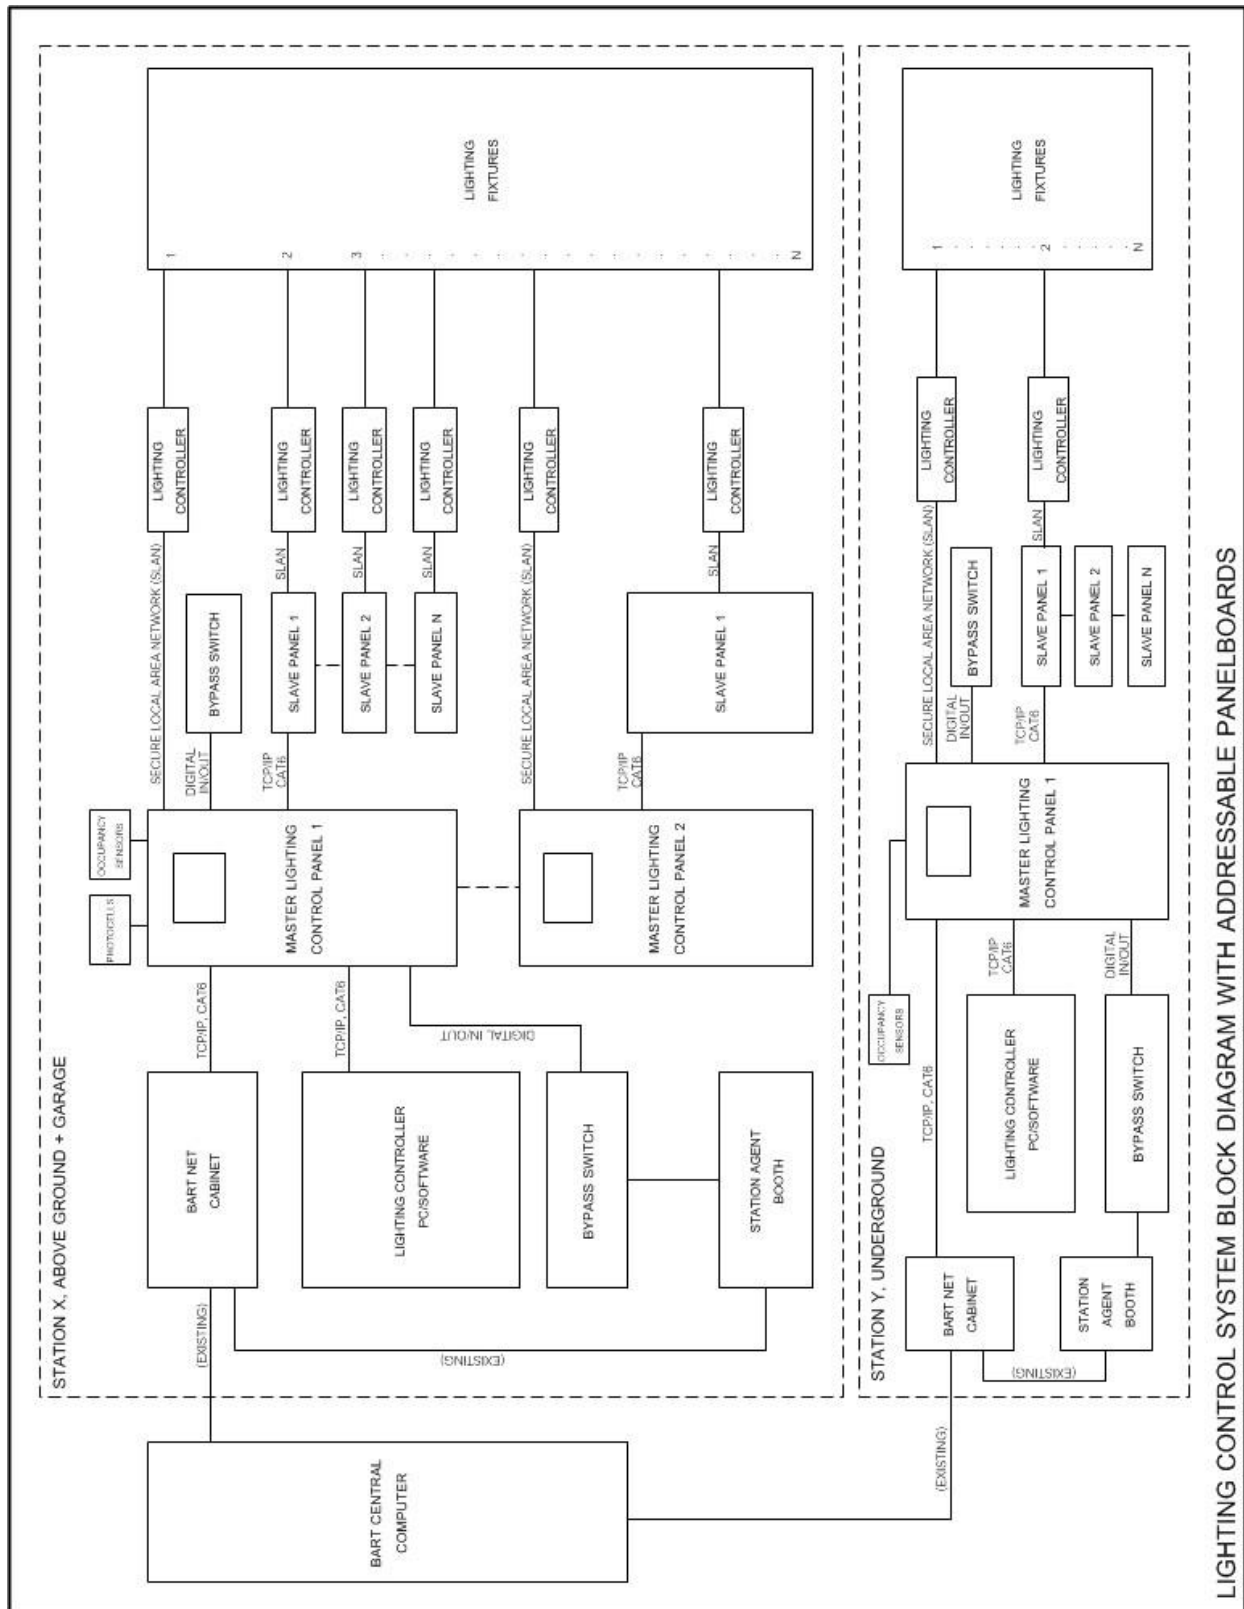 STATION X, ABOVE GROUND + GARAGE
BART CENTRAL
COMPUTER
(EXISTING)
BART NET
CABINET
TCP/IP, CAT6
PHOTOCELLS
OCCUPANCY
SENSORS
MASTER LIGHTING
CONTROL PANEL 1
SECURE LOCAL AREA NETWORK (SLAN)
LIGHTING
CONTROLLER
1
DIGITAL
IN/OUT
BYPASS SWITCH
TCP/IP
CAT6
SLAVE PANEL 1
SLAN
LIGHTING
CONTROLLER
2
LIGHTING CONTROLLER
PC/SOFTWARE
TCP/IP, CAT6
SLAVE PANEL 2
SLAN
LIGHTING
CONTROLLER
3
SLAVE PANEL N
SLAN
LIGHTING
CONTROLLER
LIGHTING
FIXTURES
(EXISTING)
DIGITAL IN/OUT
BYPASS SWITCH
MASTER LIGHTING
CONTROL PANEL 2
SECURE LOCAL AREA NETWORK (SLAN)
LIGHTING
CONTROLLER
STATION AGENT
BOOTH
TCP/IP
CAT6
SLAVE PANEL 1
SLAN
LIGHTING
CONTROLLER
N
STATION Y, UNDERGROUND
OCCUPANCY
SENSORS
(EXISTING)
BART NET
CABINET
TCP/IP, CAT6
MASTER LIGHTING
CONTROL PANEL 1
SECURE LOCAL AREA NETWORK (SLAN)
LIGHTING
CONTROLLER
1
DIGITAL
IN/OUT
BYPASS SWITCH
LIGHTING CONTROLLER
PC/SOFTWARE
TCP/IP
CAT6
TCP/IP
CAT6
SLAVE PANEL 1
SLAN
LIGHTING
CONTROLLER
2
LIGHTING
FIXTURES
(EXISTING)
STATION
AGENT
BOOTH
BYPASS SWITCH
DIGITAL
IN/OUT
SLAVE PANEL 2
SLAVE PANEL N
N
LIGHTING CONTROL SYSTEM BLOCK DIAGRAM WITH ADDRESSABLE PANELBOARDS